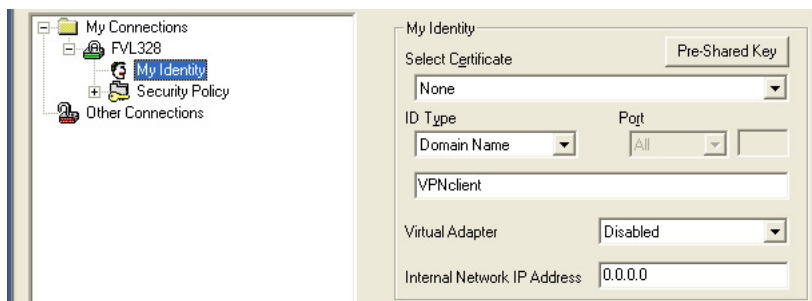 My Connections
FVL328
My Identity
Security Policy
Other Connections
My Identity
Select Certificate
Pre-Shared Key
None
ID Type
Port
Domain Name
All
VPNclient
Virtual Adapter
Disabled
Internal Network IP Address
0.0.0.0